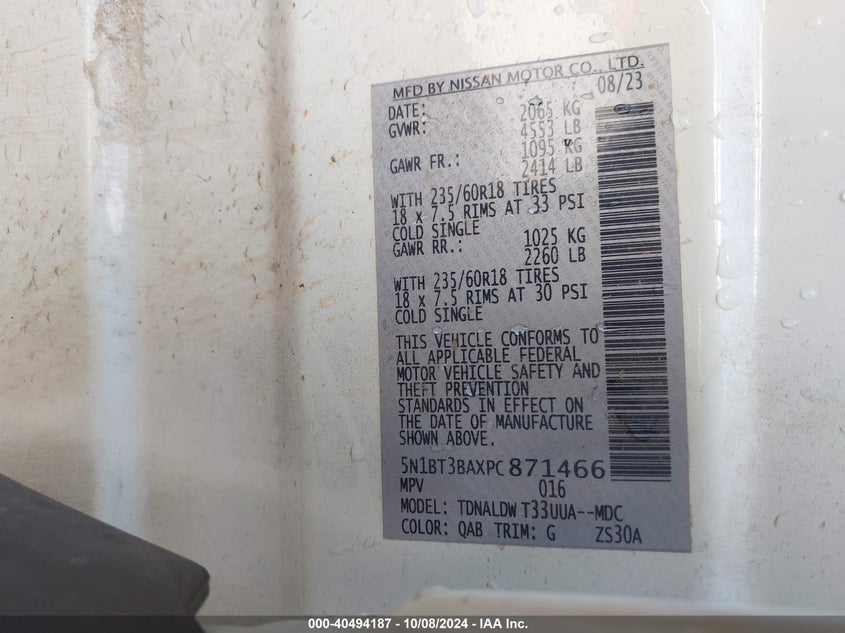 MFD BY NISSAN MOTOR CO., LTD.
DATE: 08/23
GVWR: 2065 KG
4553 LB
GAWR FR.: 1095 KG
2414 LB
WITH 235/60R18 TIRES
18 x 7.5 RIMS AT 33 PSI
COLD SINGLE
GAWR RR.: 1025 KG
2260 LB
WITH 235/60R18 TIRES
18 x 7.5 RIMS AT 30 PSI
COLD SINGLE
THIS VEHICLE CONFORMS TO
ALL APPLICABLE FEDERAL
MOTOR VEHICLE SAFETY AND
THEFT PREVENTION
STANDARDS IN EFFECT ON
THE DATE OF MANUFACTURE
SHOWN ABOVE.
5N1BT3BAXPC871466
MPV 016
MODEL: TDNALDW T33UUA--MDC
COLOR: QAB TRIM: G ZS30A
000-40494187 - 10/08/2024 - IAA Inc.